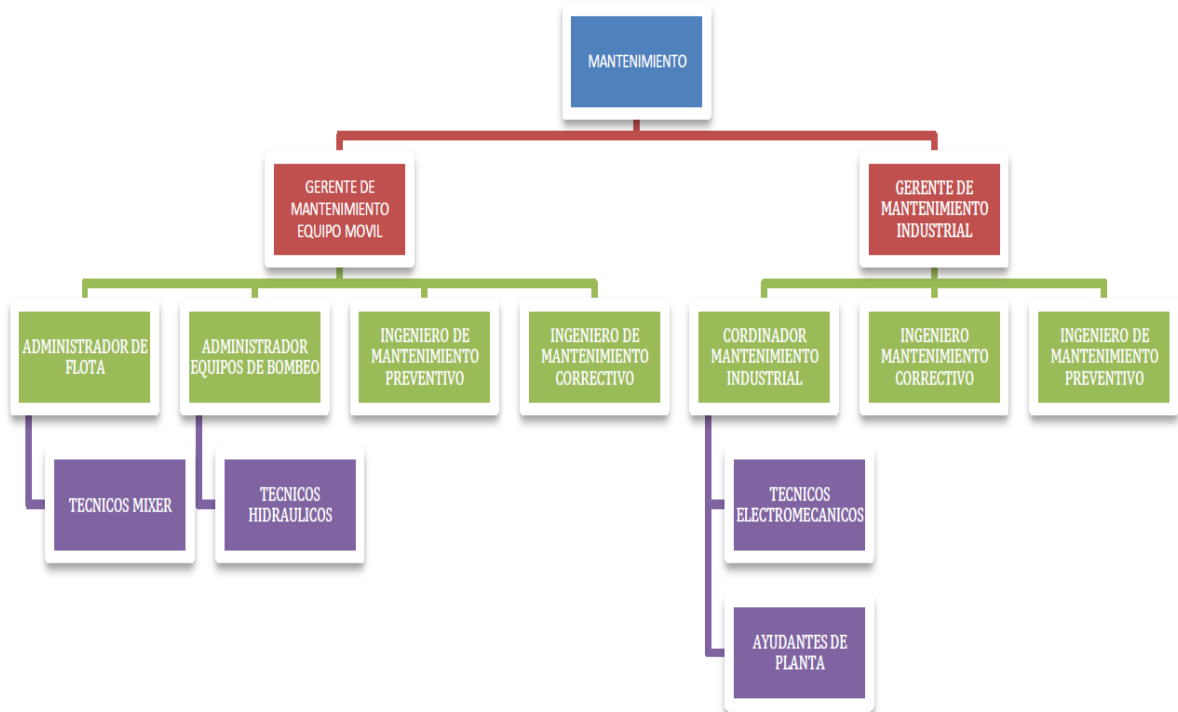 MANTENIMIENTO
GERENTE DE
MANTENIMIENTO
EQUIPO MOVIL
GERENTE DE
MANTENIMIENTO
INDUSTRIAL
ADMINISTRADOR DE
FLOTA
ADMINISTRADOR
EQUIPOS DE BOMBEO
INGENIERO DE
MANTENIMIENTO
PREVENTIVO
INGENIERO DE
MANTENIMIENTO
CORRECTIVO
CORDINADOR
MANTENIMIENTO
INDUSTRIAL
INGENIERO
MANTENIMIENTO
CORRECTIVO
INGENIERO DE
MANTENIMIENTO
PREVENTIVO
TECNICOS MIXER
TECNICOS
HIDRAULICOS
TECNICOS
ELECTROMECANICOS
AYUDANTES DE
PLANTA